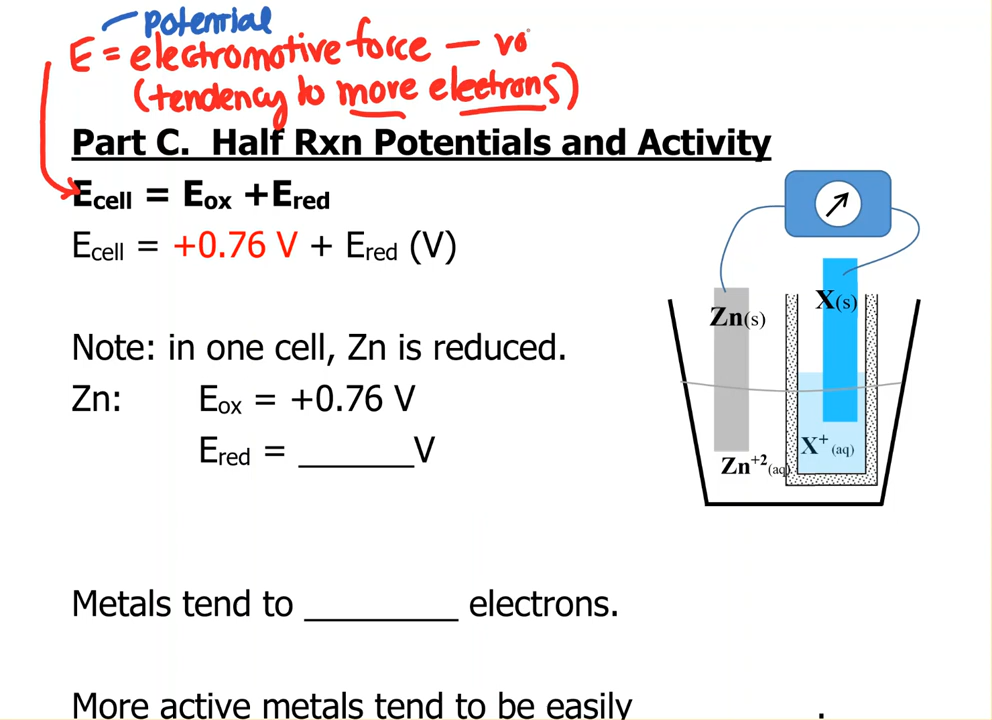 potential
E = electromotive force — vo
(tendency to move electrons)
Part C. Half Rxn Potentials and Activity
Ecell = Eox +Ered
Ecell = +0.76 V + Ered (V)
Note: in one cell, Zn is reduced.
Zn: Eox = +0.76 V
Ered = ______V
Zn(s)
X(s)
X+ (aq)
Zn+2(aq)
Metals tend to ________ electrons.
More active metals tend to be easily ________.